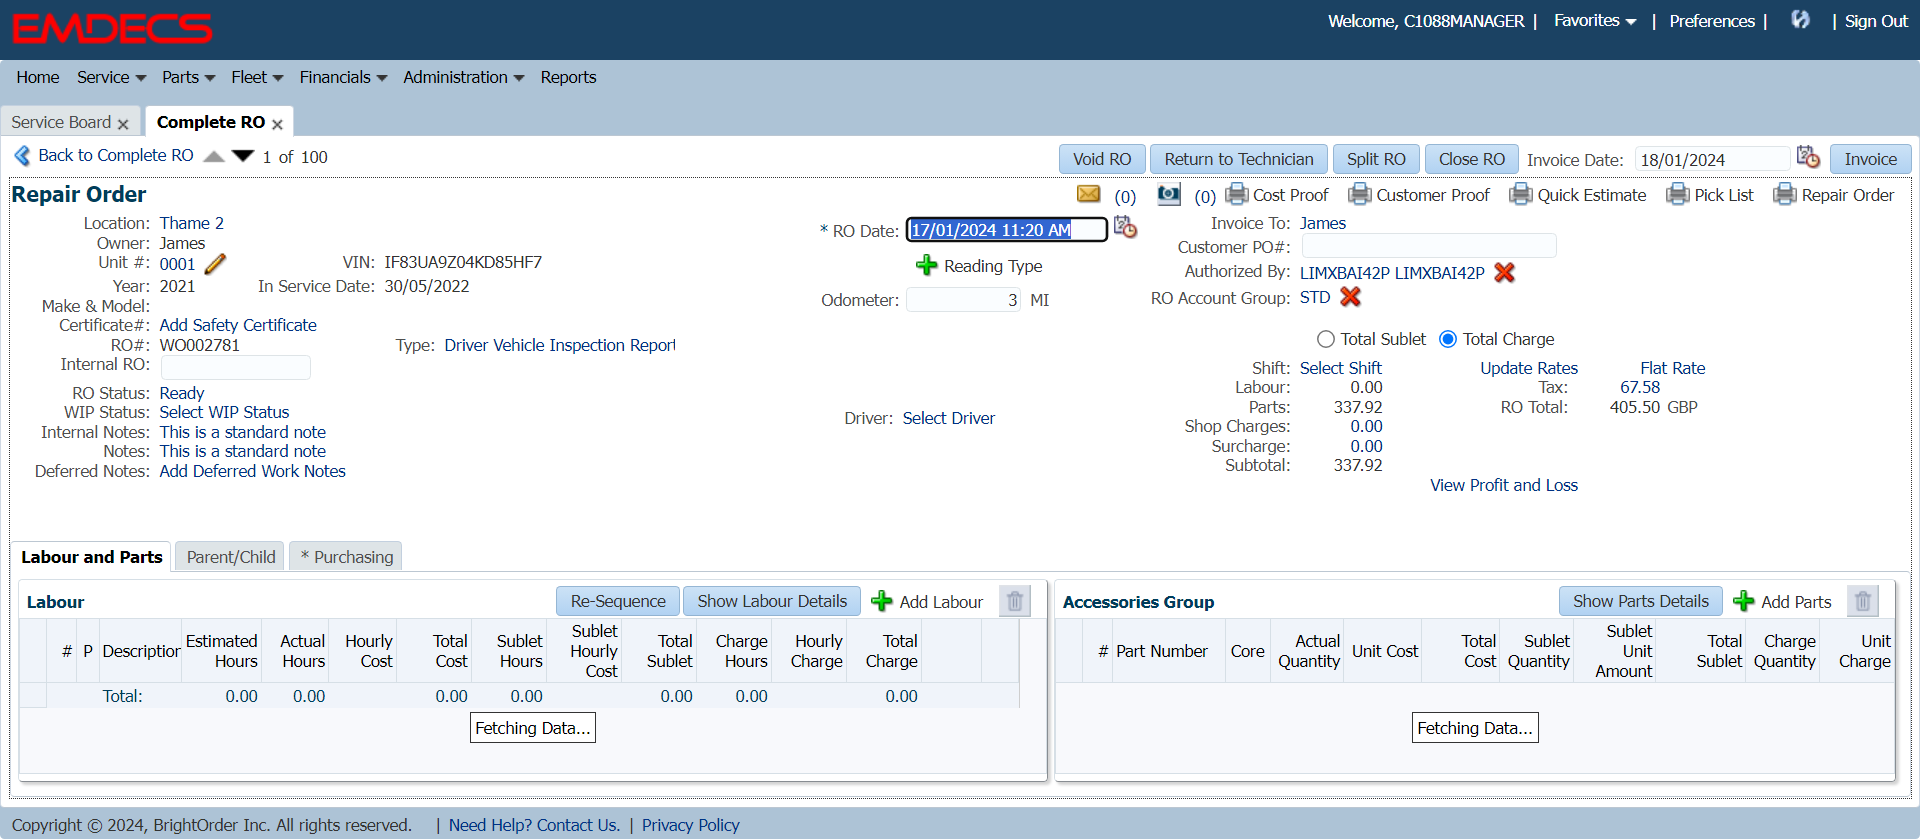 EMDECS
Welcome, C1088MANAGER | Favorites | Preferences | | Sign Out
Home Service Parts Fleet Financials Administration Reports
Service Board Complete RO
Back to Complete RO 1 of 100
Void RO Return to Technician Split RO Close RO Invoice Date: 18/01/2024 Invoice
Repair Order
(0) (0) Cost Proof Customer Proof Quick Estimate Pick List Repair Order
Location: Thame 2
Owner: James
Unit #: 0001 VIN: IF83UA9Z04KD85HF7
Year: 2021 In Service Date: 30/05/2022
Make & Model:
Certificate#: Add Safety Certificate
RO#: WO002781 Type: Driver Vehicle Inspection Report
Internal RO:
RO Status: Ready
WIP Status: Select WIP Status
Internal Notes: This is a standard note
Notes: This is a standard note
Deferred Notes: Add Deferred Work Notes
* RO Date: 17/01/2024 11:20 AM
Reading Type
Odometer: 3 MI
Driver: Select Driver
Invoice To: James
Customer PO#:
Authorized By: LIMXBAI42P LIMXBAI42P
RO Account Group: STD
Total Sublet Total Charge
Shift: Select Shift Update Rates Flat Rate
Labour: 0.00 Tax: 67.58
Parts: 337.92 RO Total: 405.50 GBP
Shop Charges: 0.00
Surcharge: 0.00
Subtotal: 337.92
View Profit and Loss
Labour and Parts Parent/Child * Purchasing
Labour Re-Sequence Show Labour Details Add Labour
# P Description Estimated Hours Actual Hours Hourly Cost Total Cost Sublet Hours Sublet Hourly Cost Total Sublet Charge Hours Hourly Charge Total Charge
Total: 0.00 0.00 0.00 0.00 0.00 0.00 0.00
Fetching Data...
Accessories Group Show Parts Details Add Parts
# Part Number Core Actual Quantity Unit Cost Total Cost Sublet Quantity Sublet Unit Amount Total Sublet Charge Quantity Unit Charge
Fetching Data...
Copyright © 2024, BrightOrder Inc. All rights reserved. | Need Help? Contact Us. | Privacy Policy